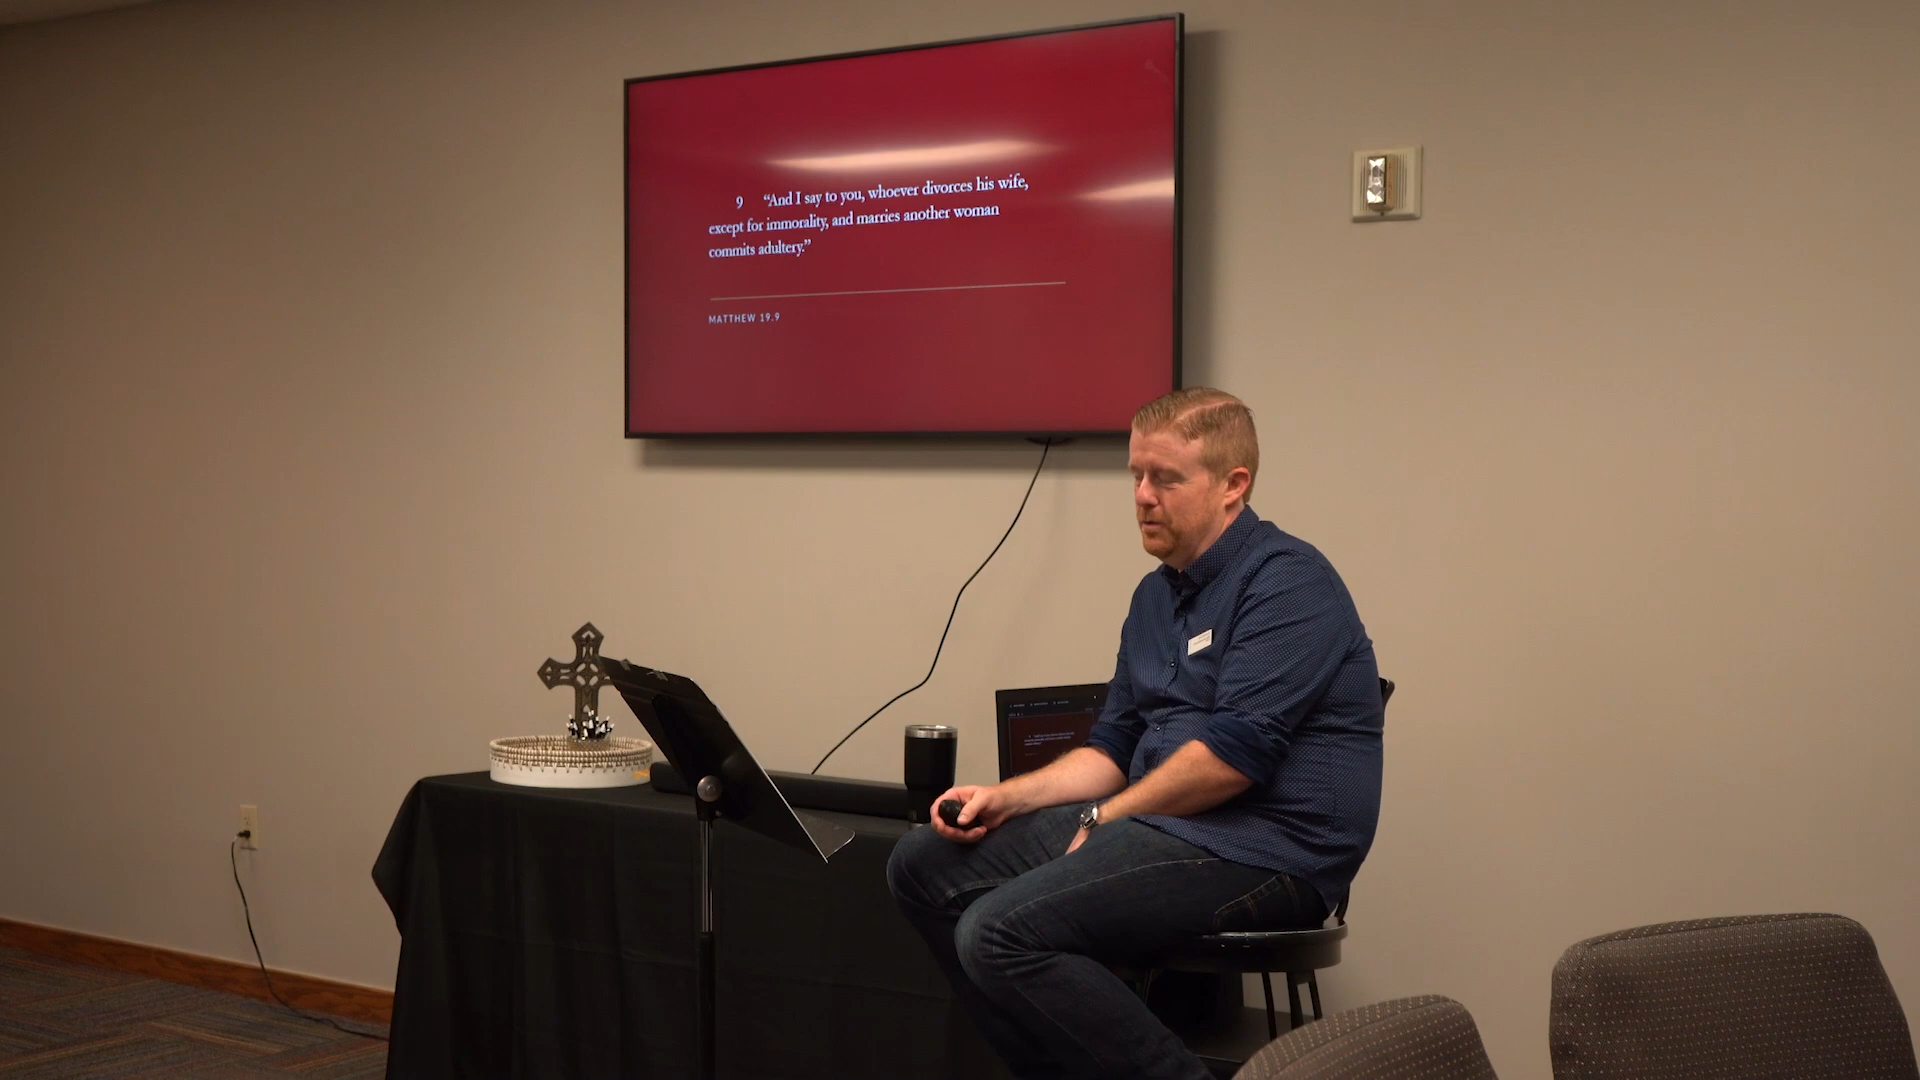 9 “And I say to you, whoever divorces his wife,
except for immorality, and marries another woman
commits adultery.”
MATTHEW 19.9